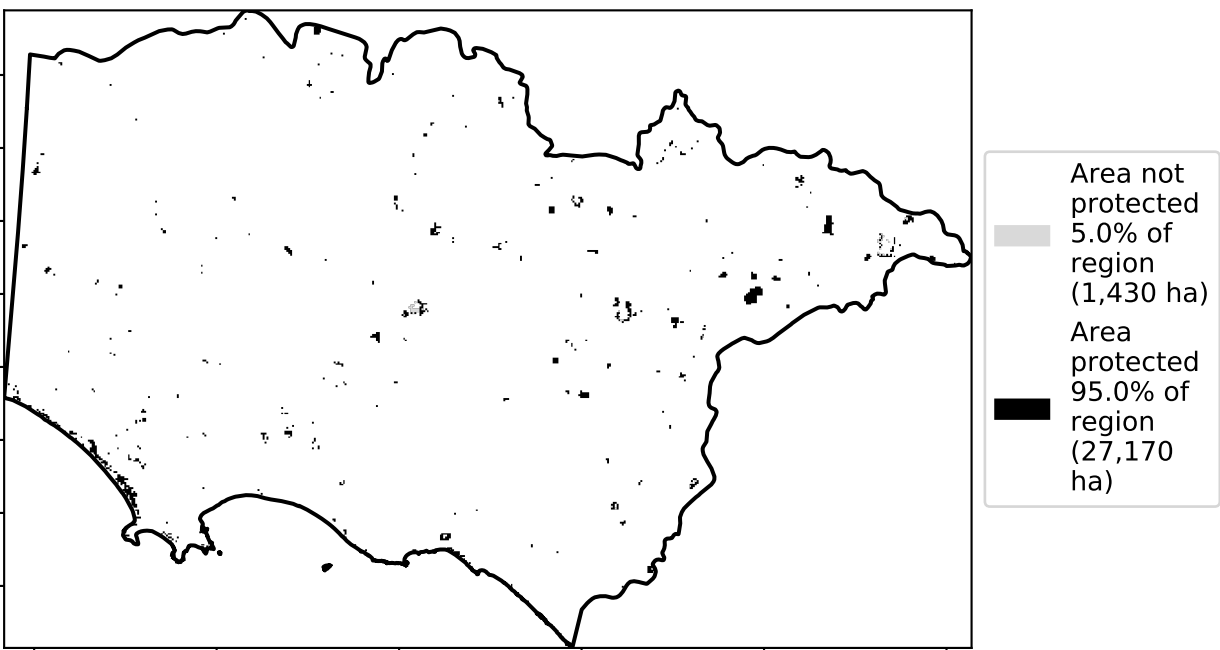 Area not
protected
5.0% of
region
(1,430 ha)
Area
protected
95.0% of
region
(27,170
ha)